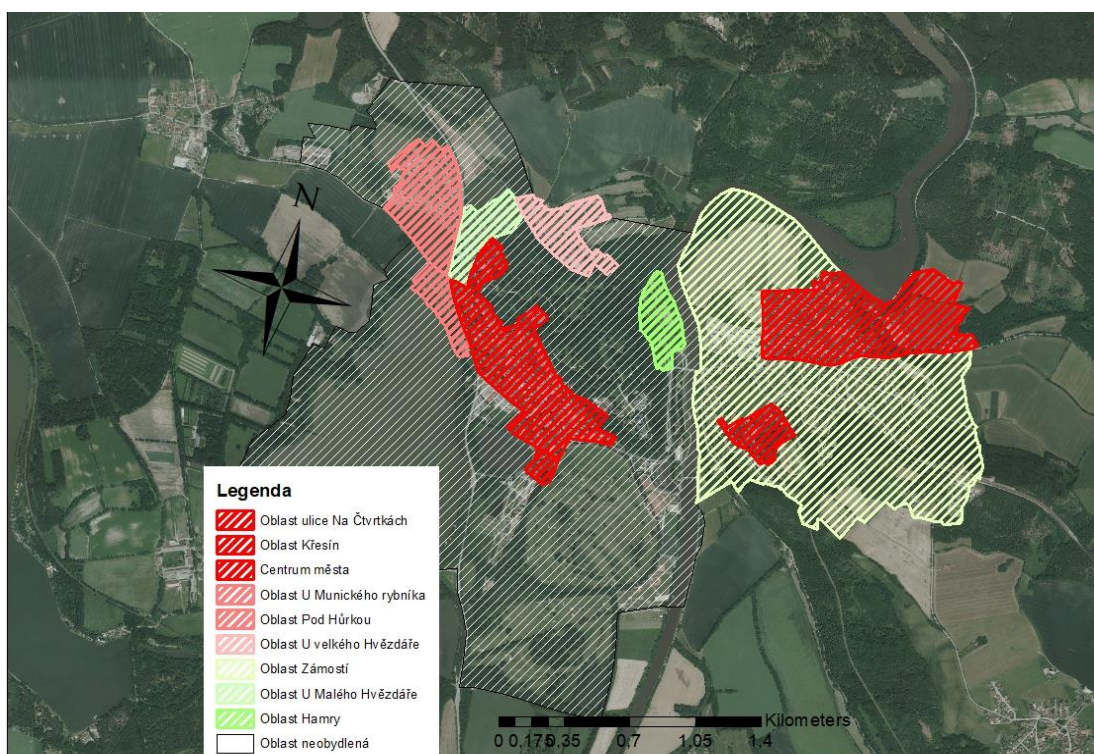 N
Legenda
Oblast ulice Na Čtvrtkách
Oblast Křesín
Centrum města
Oblast U Munického rybníka
Oblast Pod Hůrkou
Oblast U velkého Hvězdáře
Oblast Zámostí
Oblast U Malého Hvězdáře
Oblast Hamry
Oblast neobydlená
Kilometers
0 0,175 0,35 0,7 1,05 1,4